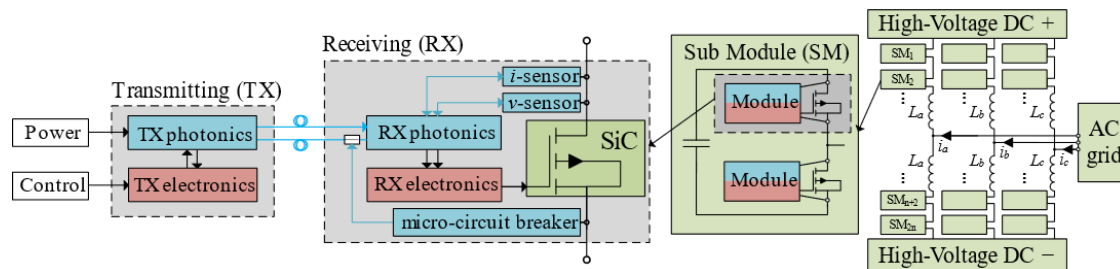 Transmitting (TX)
Power
Control
TX photonics
TX electronics
Receiving (RX)
i-sensor
v-sensor
RX photonics
RX electronics
micro-circuit breaker
SiC
Sub Module (SM)
Module
Module
High-Voltage DC +
SM1
SM2
...
...
...
La
Lb
Lc
ia
ib
ic
AC
grid
La
Lb
Lc
...
...
...
SMn+2
SM2n
High-Voltage DC −